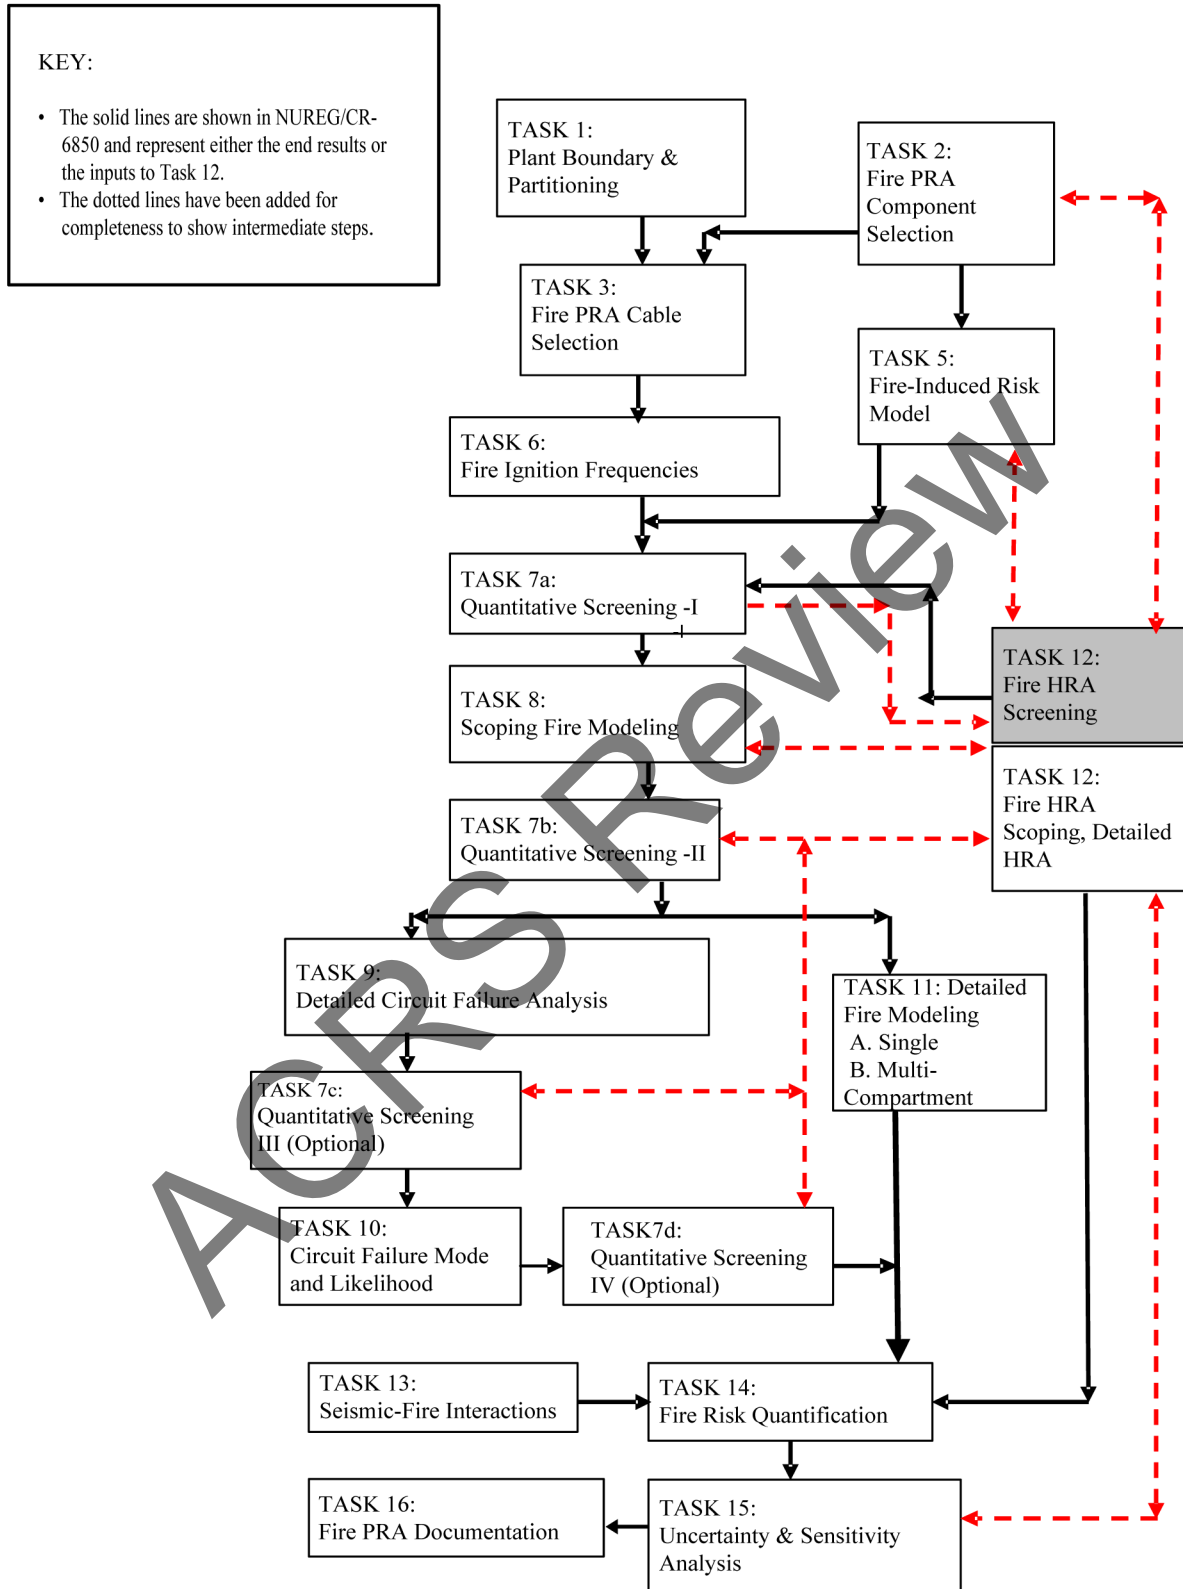 KEY:
• The solid lines are shown in NUREG/CR-
6850 and represent either the end results or
the inputs to Task 12.
• The dotted lines have been added for
completeness to show intermediate steps.
TASK 1:
Plant Boundary &
Partitioning
TASK 2:
Fire PRA
Component
Selection
TASK 3:
Fire PRA Cable
Selection
TASK 5:
Fire-Induced Risk
Model
TASK 6:
Fire Ignition Frequencies
TASK 7a:
Quantitative Screening -I
-I
TASK 12:
Fire HRA
Screening
TASK 8:
Scoping Fire Modeling
TASK 12:
Fire HRA
Scoping, Detailed
HRA
TASK 7b:
Quantitative Screening -II
TASK 9:
Detailed Circuit Failure Analysis
TASK 11: Detailed
Fire Modeling
A. Single
B. Multi-
Compartment
TASK 7c:
Quantitative Screening
III (Optional)
TASK 10:
Circuit Failure Mode
and Likelihood
TASK7d:
Quantitative Screening
IV (Optional)
TASK 13:
Seismic-Fire Interactions
TASK 14:
Fire Risk Quantification
TASK 16:
Fire PRA Documentation
TASK 15:
Uncertainty & Sensitivity
Analysis
ACRS Review